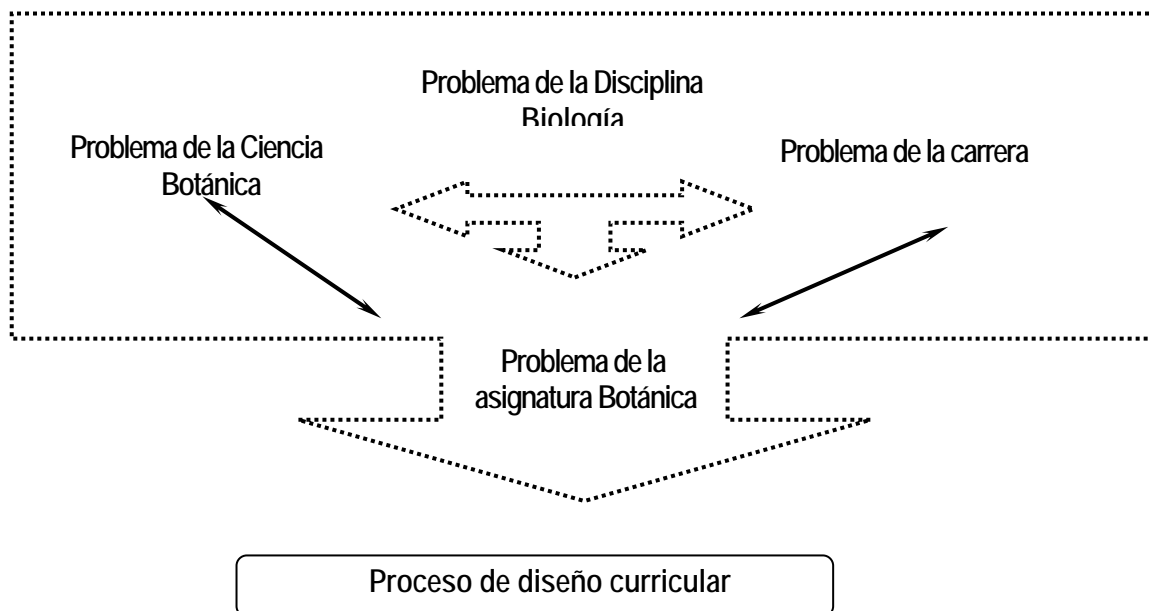 Problema de la Disciplina
Biología
Problema de la Ciencia
Botánica
Problema de la carrera
Problema de la
asignatura Botánica
Proceso de diseño curricular